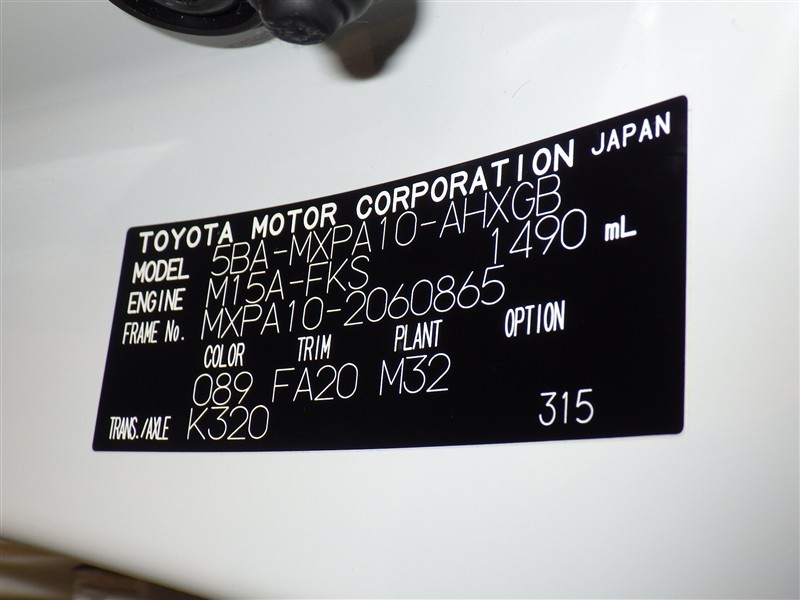 TOYOTA MOTOR CORPORATION JAPAN
MODEL 5BA-MXPA10-AHXGB
ENGINE M15A-FKS 1490 mL
FRAME No. MXPA10-2060865
COLOR TRIM PLANT OPTION
089 FA20 M32
TRANS./AXLE K320 315